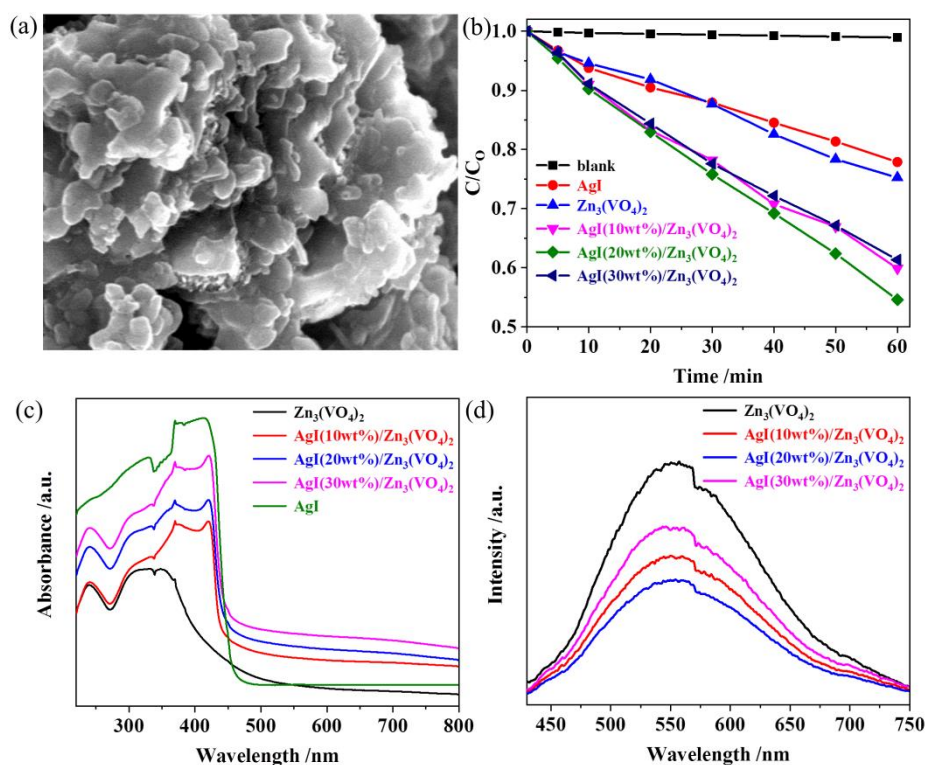 (a)
(b)
1.0
0.9
0.8
0.7
0.6
0.5
C/C₀
0 10 20 30 40 50 60
Time /min
blank
AgI
Zn₃(VO₄)₂
AgI(10wt%)/Zn₃(VO₄)₂
AgI(20wt%)/Zn₃(VO₄)₂
AgI(30wt%)/Zn₃(VO₄)₂
(c)
Absorbance /a.u.
Zn₃(VO₄)₂
AgI(10wt%)/Zn₃(VO₄)₂
AgI(20wt%)/Zn₃(VO₄)₂
AgI(30wt%)/Zn₃(VO₄)₂
AgI
300 400 500 600 700 800
Wavelength /nm
(d)
Intensity /a.u.
Zn₃(VO₄)₂
AgI(10wt%)/Zn₃(VO₄)₂
AgI(20wt%)/Zn₃(VO₄)₂
AgI(30wt%)/Zn₃(VO₄)₂
450 500 550 600 650 700 750
Wavelength /nm